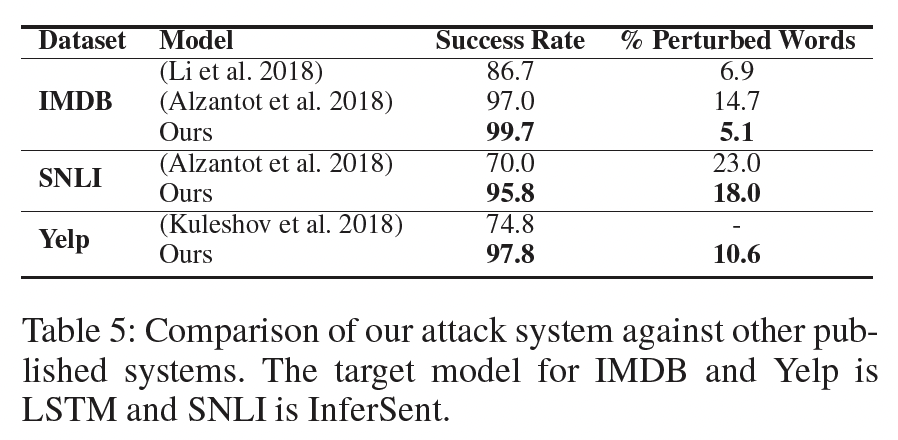 Dataset Model Success Rate % Perturbed Words
(Li et al. 2018) 86.7 6.9
IMDB (Alzantot et al. 2018) 97.0 14.7
Ours 99.7 5.1
(Alzantot et al. 2018) 70.0 23.0
SNLI
Ours 95.8 18.0
(Kuleshov et al. 2018) 74.8 -
Yelp
Ours 97.8 10.6
Table 5: Comparison of our attack system against other pub-
lished systems. The target model for IMDB and Yelp is
LSTM and SNLI is InferSent.